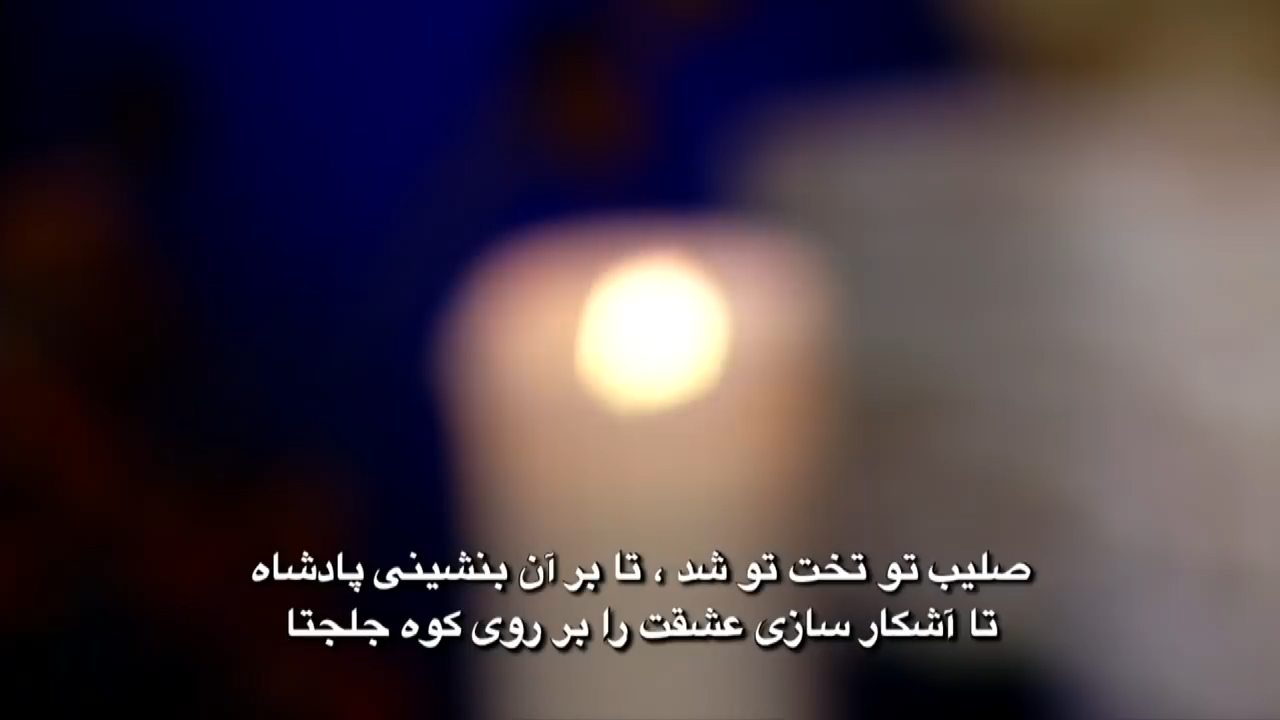 صلیب تو تخت تو شد ، تا بر آن بنشینی پادشاه
تا آشکار سازی عشقت را بر روی کوه جلجتا